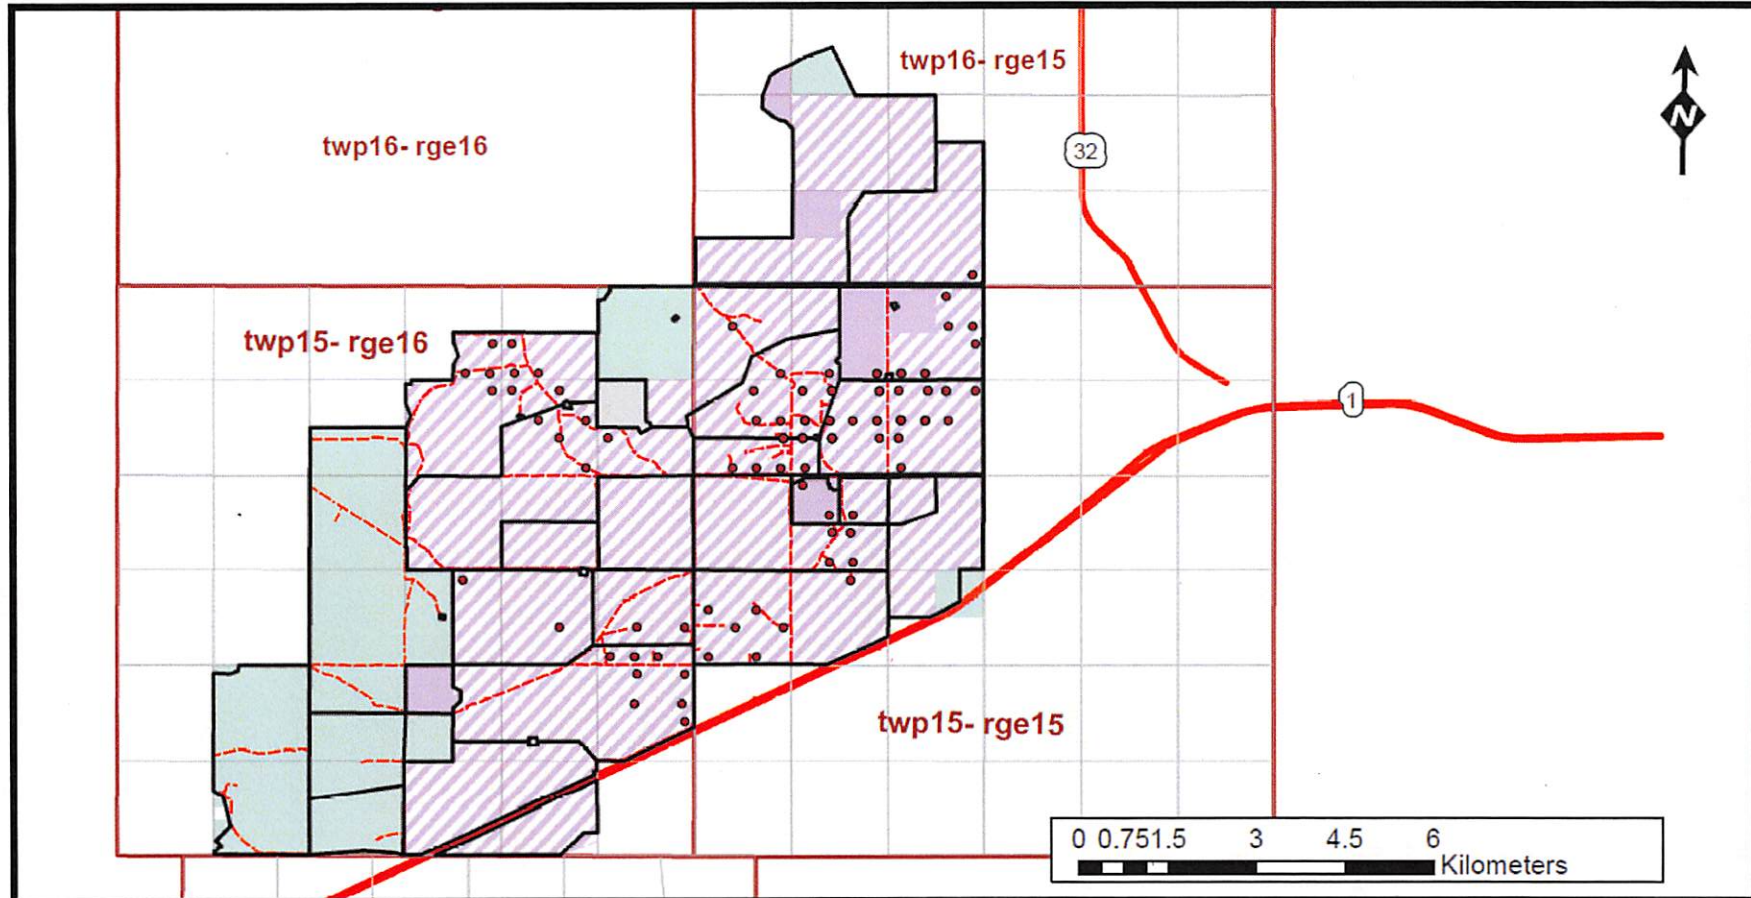 twp16- rge15
twp16- rge16
N
32
twp15- rge16
1
twp15- rge15
0 0.751.5 3 4.5 6
Kilometers